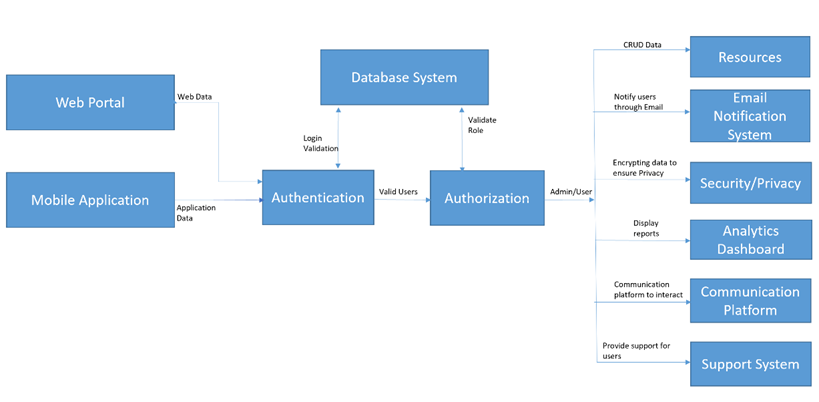 CRUD Data
Resources
Database System
Web Portal
Web Data
Notify users
through Email
Email
Notification
System
Validate
Role
Login
Validation
Encrypting data to
ensure Privacy
Security/Privacy
Mobile Application
Application
Data
Authentication
Valid Users
Authorization
Admin/User
Display
reports
Analytics
Dashboard
Communication
platform to interact
Communication
Platform
Provide support for
users
Support System